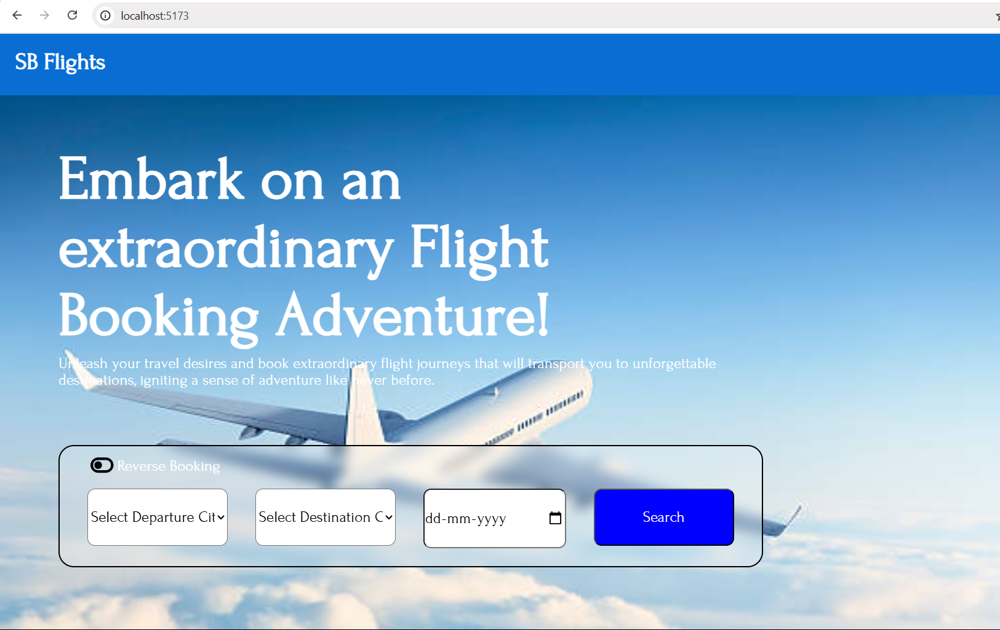 localhost:5173
SB Flights
Embark on an
extraordinary Flight
Booking Adventure!
Unleash your travel desires and book extraordinary flight journeys that will transport you to unforgettable
destinations, igniting a sense of adventure like never before.
Reverse Booking
Select Departure Cit
Select Destination C
dd-mm-yyyy
Search